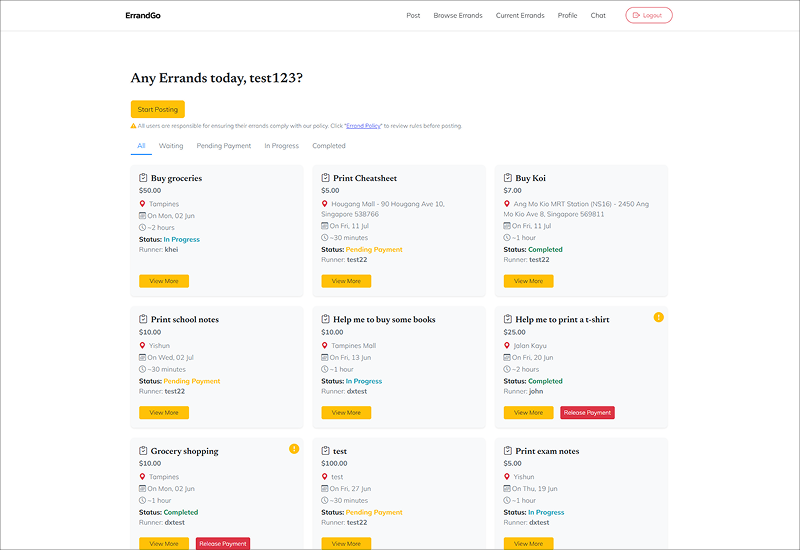 ErrandGo
Post Browse Errands Current Errands Profile Chat Logout
Any Errands today, test123?
Start Posting
All users are responsible for ensuring their errands comply with our policy. Click "Errand Policy" to review rules before posting.
All Waiting Pending Payment In Progress Completed
Buy groceries
$50.00
Tampines
On Mon, 02 Jun
~2 hours
Status: In Progress
Runner: khei
View More
Print Cheatsheet
$5.00
Hougang Mall - 90 Hougang Ave 10,
Singapore 538766
On Fri, 11 Jul
~30 minutes
Status: Pending Payment
Runner: test22
View More
Buy Koi
$7.00
Ang Mo Kio MRT Station (NS16) - 2450 Ang
Mo Kio Ave 8, Singapore 569811
On Fri, 11 Jul
~1 hour
Status: Completed
Runner: test22
View More
Print school notes
$10.00
Yishun
On Wed, 02 Jul
~30 minutes
Status: Pending Payment
Runner: test22
View More
Help me to buy some books
$10.00
Tampines Mall
On Fri, 13 Jun
~1 hour
Status: In Progress
Runner: dxtest
View More
Help me to print a t-shirt
$25.00
Jalan Kayu
On Fri, 20 Jun
~2 hours
Status: Completed
Runner: john
View More Release Payment
Grocery shopping
$10.00
Tampines
On Mon, 02 Jun
~1 hour
Status: Completed
Runner: dxtest
View More Release Payment
test
$100.00
test
On Fri, 27 Jun
~30 minutes
Status: Pending Payment
Runner: test22
View More
Print exam notes
$5.00
Yishun
On Thu, 19 Jun
~1 hour
Status: In Progress
Runner: dxtest
View More